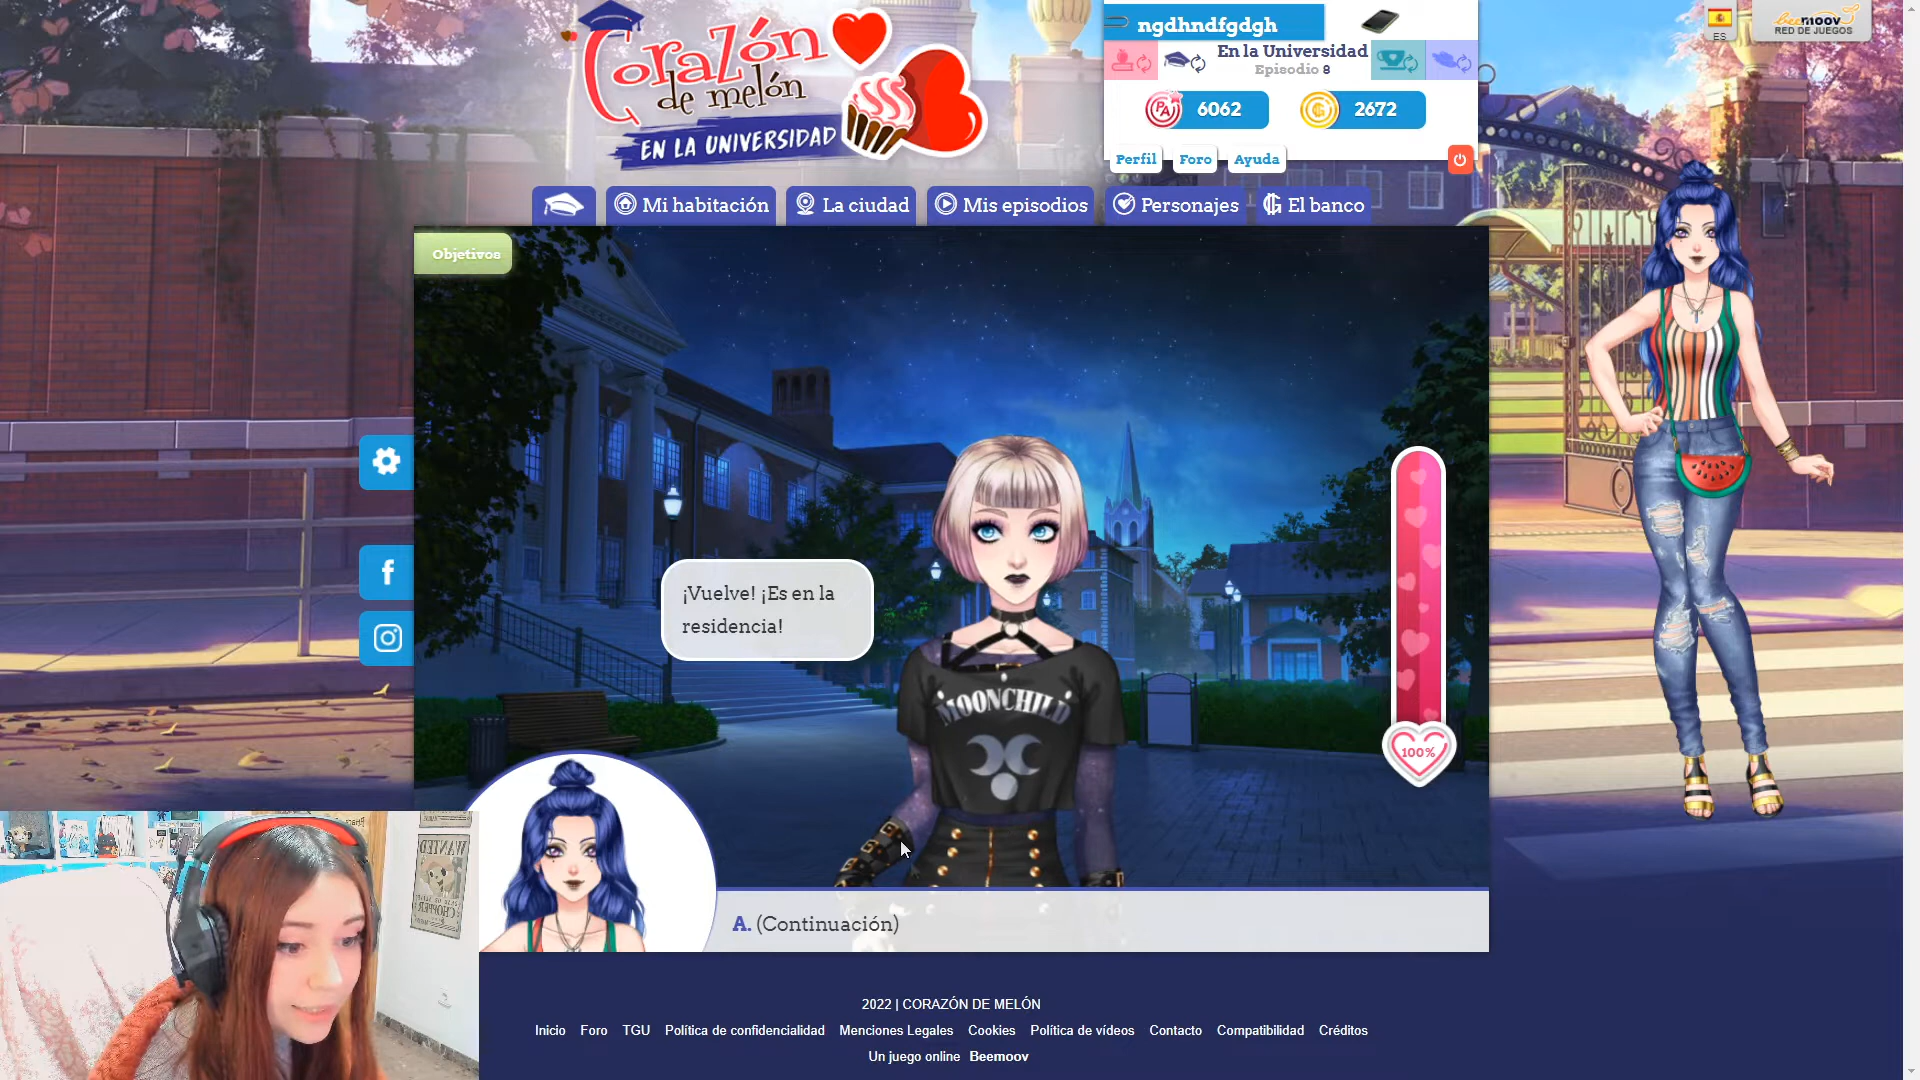 Corazón
de melón
EN LA UNIVERSIDAD
ngdhndfgdgh
En la Universidad
Episodio 8
PA 6062
2672
Perfil
Foro
Ayuda
ES
beemoov
RED DE JUEGOS
Mi habitación
La ciudad
Mis episodios
Personajes
El banco
Objetivos
¡Vuelve! ¡Es en la
residencia!
MOONCHILD
100%
A. (Continuación)
WANTED
CHOPPER
2022 | CORAZÓN DE MELÓN
Inicio Foro TGU Política de confidencialidad Menciones Legales Cookies Política de vídeos Contacto Compatibilidad Créditos
Un juego online Beemoov